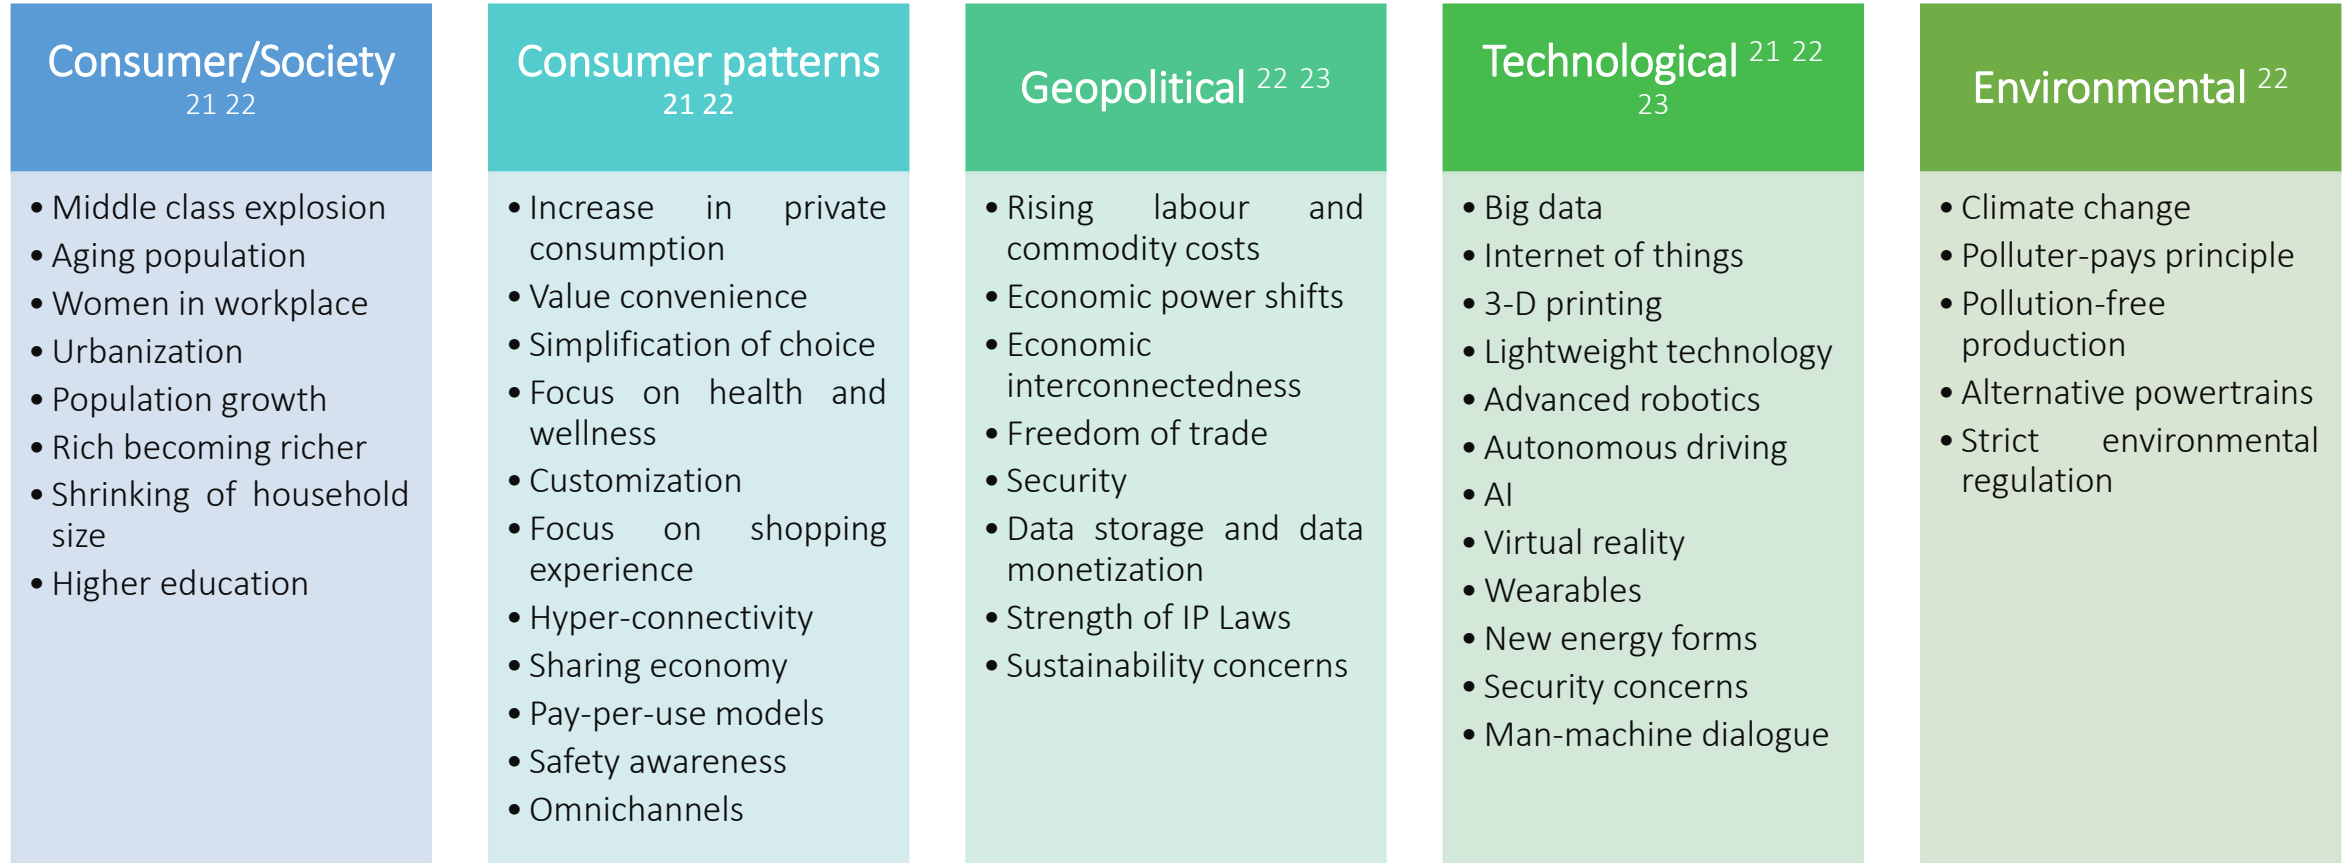 Consumer/Society
21 22
• Middle class explosion
• Aging population
• Women in workplace
• Urbanization
• Population growth
• Rich becoming richer
• Shrinking of household
size
• Higher education
Consumer patterns
21 22
• Increase in private
consumption
• Value convenience
• Simplification of choice
• Focus on health and
wellness
• Customization
• Focus on shopping
experience
• Hyper-connectivity
• Sharing economy
• Pay-per-use models
• Safety awareness
• Omnichannels
Geopolitical 22 23
• Rising labour and
commodity costs
• Economic power shifts
• Economic
interconnectedness
• Freedom of trade
• Security
• Data storage and data
monetization
• Strength of IP Laws
• Sustainability concerns
Technological 21 22
23
• Big data
• Internet of things
• 3-D printing
• Lightweight technology
• Advanced robotics
• Autonomous driving
• AI
• Virtual reality
• Wearables
• New energy forms
• Security concerns
• Man-machine dialogue
Environmental 22
• Climate change
• Polluter-pays principle
• Pollution-free
production
• Alternative powertrains
• Strict environmental
regulation